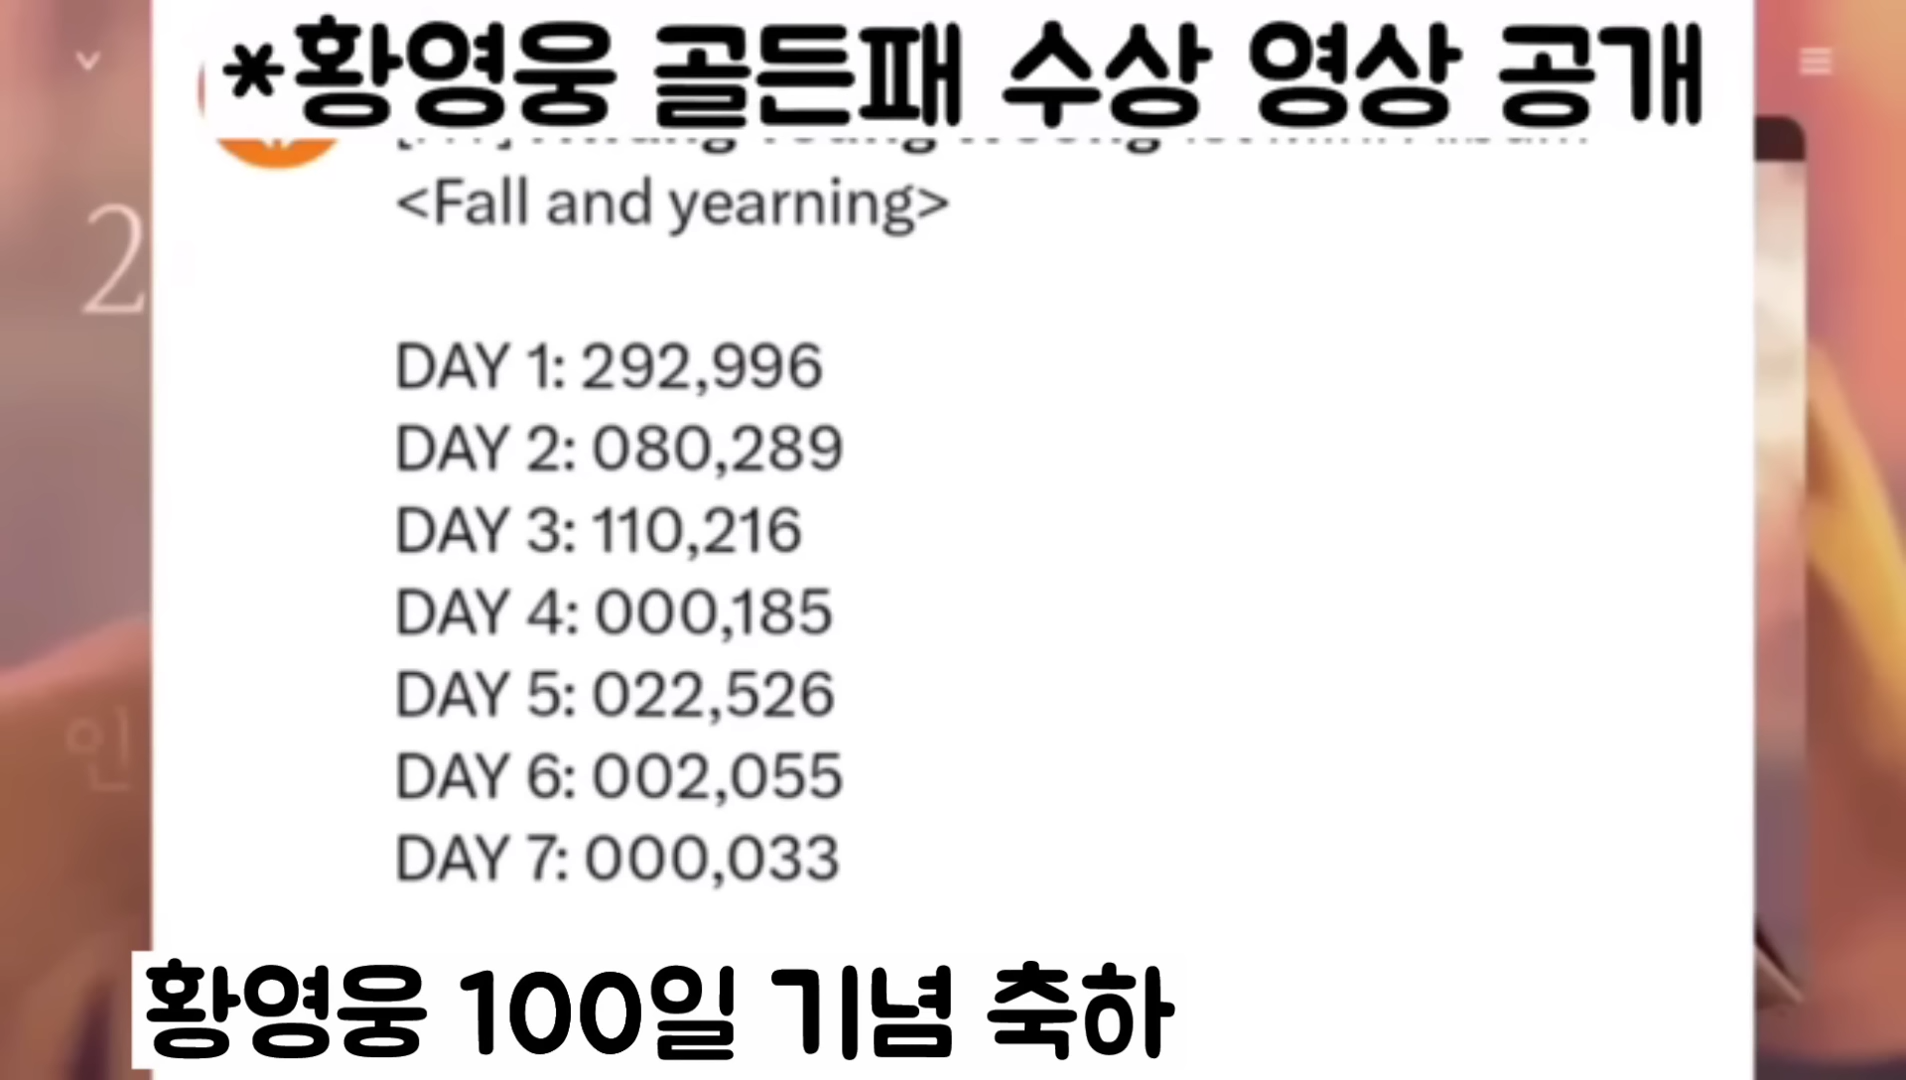 *황영웅 골든패 수상 영상 공개
<Fall and yearning>
2
DAY 1: 292,996
DAY 2: 080,289
DAY 3: 110,216
DAY 4: 000,185
DAY 5: 022,526
인
DAY 6: 002,055
DAY 7: 000,033
황영웅 100일 기념 축하